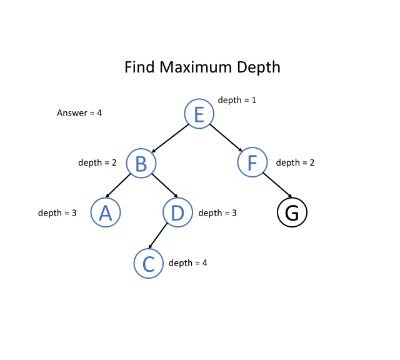 Find Maximum Depth
depth = 1
Answer = 4
E
depth = 2
B
F
depth = 2
depth = 3
A
D
depth = 3
G
C
depth = 4